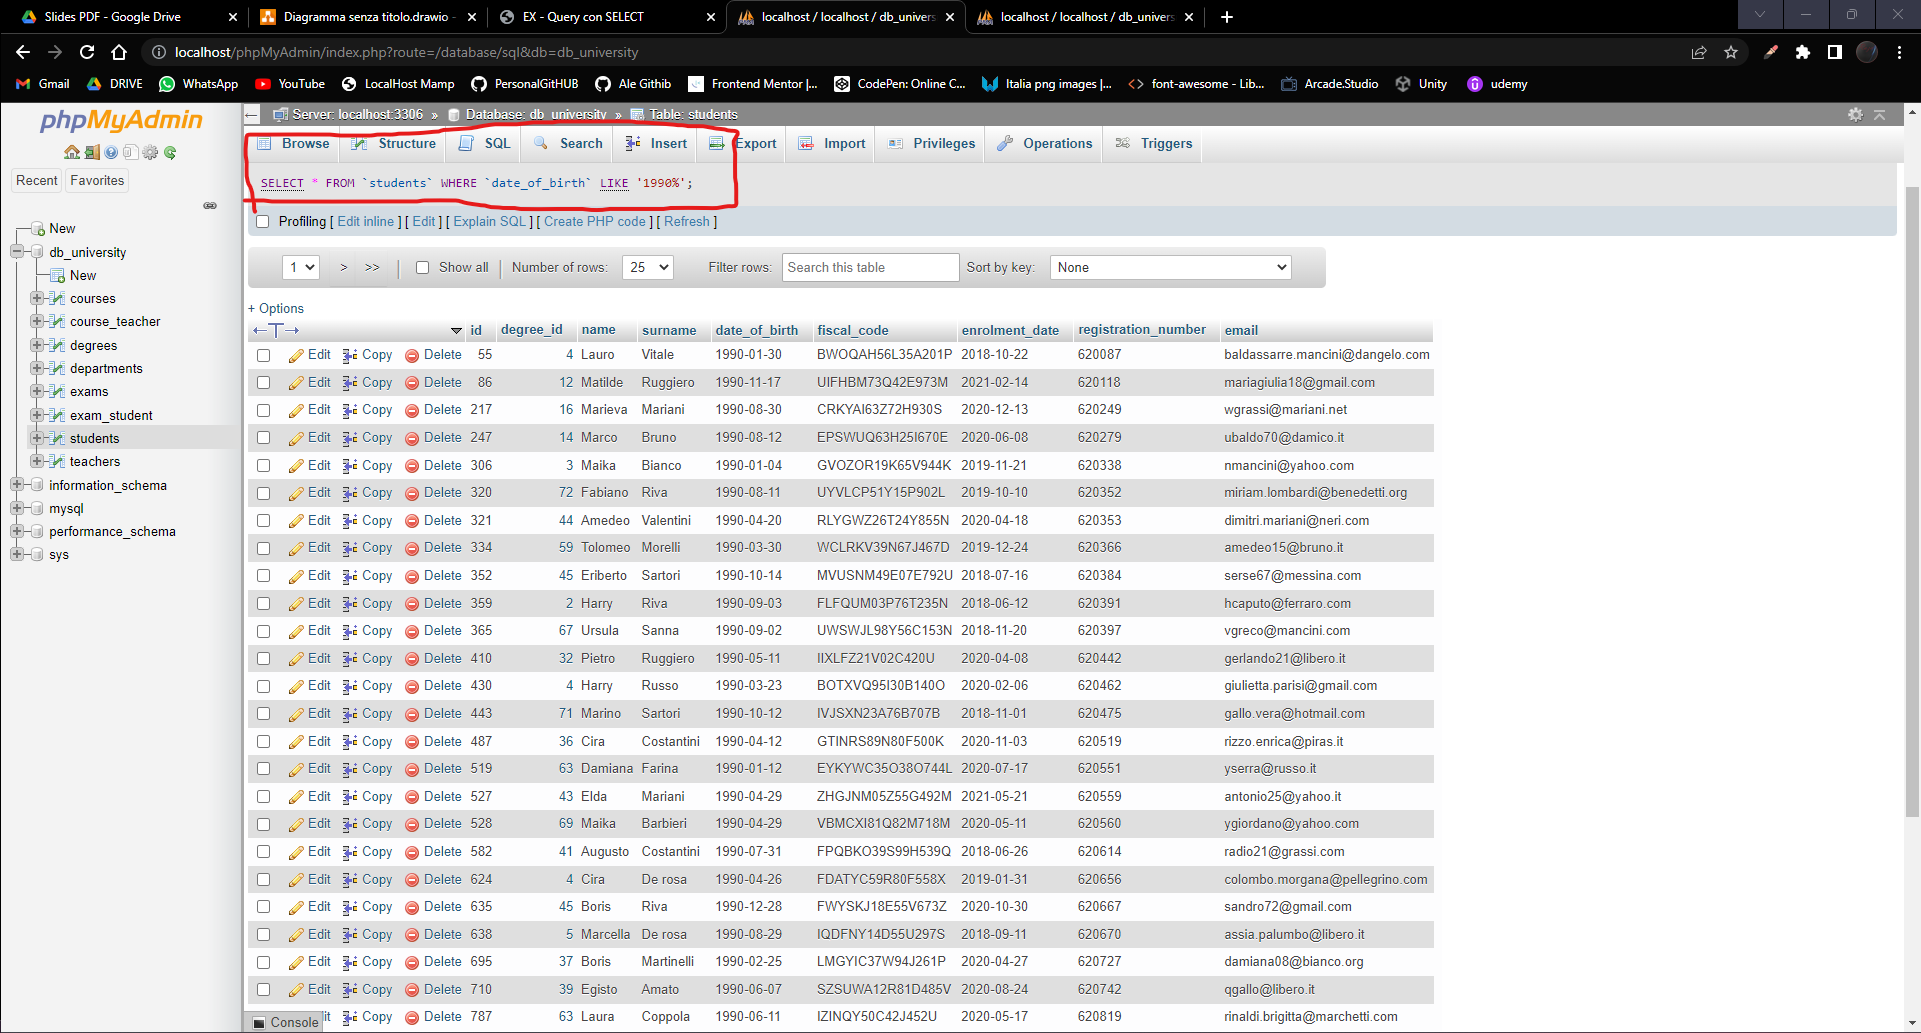 Slides PDF - Google Drive
Diagramma senza titolo.drawio -
EX - Query con SELECT
localhost / localhost / db_univers
localhost / localhost / db_univers
localhost/phpMyAdmin/index.php?route=/database/sql&db=db_university
Gmail DRIVE WhatsApp YouTube LocalHost Mamp PersonalGitHUB Ale Githib Frontend Mentor |... CodePen: Online C... Italia png images |... font-awesome - Lib... Arcade.Studio Unity udemy
phpMyAdmin
Recent Favorites
New
db_university
New
courses
course_teacher
degrees
departments
exams
exam_student
students
teachers
information_schema
mysql
performance_schema
sys
Server: localhost:3306 » Database: db_university » Table: students
Browse Structure SQL Search Insert Export Import Privileges Operations Triggers
SELECT * FROM `students` WHERE `date_of_birth` LIKE '1990%';
Profiling [ Edit inline ] [ Edit ] [ Explain SQL ] [ Create PHP code ] [ Refresh ]
1 > >> Show all Number of rows: 25 Filter rows: Search this table Sort by key: None
+ Options
←T→ id degree_id name surname date_of_birth fiscal_code enrolment_date registration_number email
Edit Copy Delete 55 4 Lauro Vitale 1990-01-30 BWOQAH56L35A201P 2018-10-22 620087 baldassarre.mancini@dangelo.com
Edit Copy Delete 86 12 Matilde Ruggiero 1990-11-17 UIFHBM73Q42E973M 2021-02-14 620118 mariagiulia18@gmail.com
Edit Copy Delete 217 16 Marieva Mariani 1990-08-30 CRKYAI63Z72H930S 2020-12-13 620249 wgrassi@mariani.net
Edit Copy Delete 247 14 Marco Bruno 1990-08-12 EPSWUQ63H25I670E 2020-06-08 620279 ubaldo70@damico.it
Edit Copy Delete 306 3 Maika Bianco 1990-01-04 GVOZOR19K65V944K 2019-11-21 620338 nmancini@yahoo.com
Edit Copy Delete 320 72 Fabiano Riva 1990-08-11 UYVLCP51Y15P902L 2019-10-10 620352 miriam.lombardi@benedetti.org
Edit Copy Delete 321 44 Amedeo Valentini 1990-04-20 RLYGWZ26T24Y855N 2020-04-18 620353 dimitri.mariani@neri.com
Edit Copy Delete 334 59 Tolomeo Morelli 1990-03-30 WCLRKV39N67J467D 2019-12-24 620366 amedeo15@bruno.it
Edit Copy Delete 352 45 Eriberto Sartori 1990-10-14 MVUSNM49E07E792U 2018-07-16 620384 serse67@messina.com
Edit Copy Delete 359 2 Harry Riva 1990-09-03 FLFQUM03P76T235N 2018-06-12 620391 hcaputo@ferraro.com
Edit Copy Delete 365 67 Ursula Sanna 1990-09-02 UWSWJL98Y56C153N 2018-11-20 620397 vgreco@mancini.com
Edit Copy Delete 410 32 Pietro Ruggiero 1990-05-11 IIXLFZ21V02C420U 2020-04-08 620442 gerlando21@libero.it
Edit Copy Delete 430 4 Harry Russo 1990-03-23 BOTXVQ95I30B140O 2020-02-06 620462 giulietta.parisi@gmail.com
Edit Copy Delete 443 71 Marino Sartori 1990-10-12 IVJSXN23A76B707B 2018-11-01 620475 gallo.vera@hotmail.com
Edit Copy Delete 487 36 Cira Costantini 1990-04-12 GTINRS89N80F500K 2020-11-03 620519 rizzo.enrica@piras.it
Edit Copy Delete 519 63 Damiana Farina 1990-01-12 EYKYWC35O38O744L 2020-07-17 620551 yserra@russo.it
Edit Copy Delete 527 43 Elda Mariani 1990-04-29 ZHGJNM05Z55G492M 2021-05-21 620559 antonio25@yahoo.it
Edit Copy Delete 528 69 Maika Barbieri 1990-04-29 VBMCXI81Q82M718M 2020-05-11 620560 ygiordano@yahoo.com
Edit Copy Delete 582 41 Augusto Costantini 1990-07-31 FPQBKO39S99H539Q 2018-06-26 620614 radio21@grassi.com
Edit Copy Delete 624 4 Cira De rosa 1990-04-26 FDATYC59R80F558X 2019-01-31 620656 colombo.morgana@pellegrino.com
Edit Copy Delete 635 45 Boris Riva 1990-12-28 FWYSKJ18E55V673Z 2020-10-30 620667 sandro72@gmail.com
Edit Copy Delete 638 5 Marcella De rosa 1990-08-29 IQDFNY14D55U297S 2018-09-11 620670 assia.palumbo@libero.it
Edit Copy Delete 695 37 Boris Martinelli 1990-02-25 LMGYIC37W94J261P 2020-04-27 620727 damiana08@bianco.org
Edit Copy Delete 710 39 Egisto Amato 1990-06-07 SZSUWA12R81D485V 2020-08-24 620742 qgallo@libero.it
it Copy Delete 787 63 Laura Coppola 1990-06-11 IZINQY50C42J452U 2020-05-17 620819 rinaldi.brigitta@marchetti.com
Console